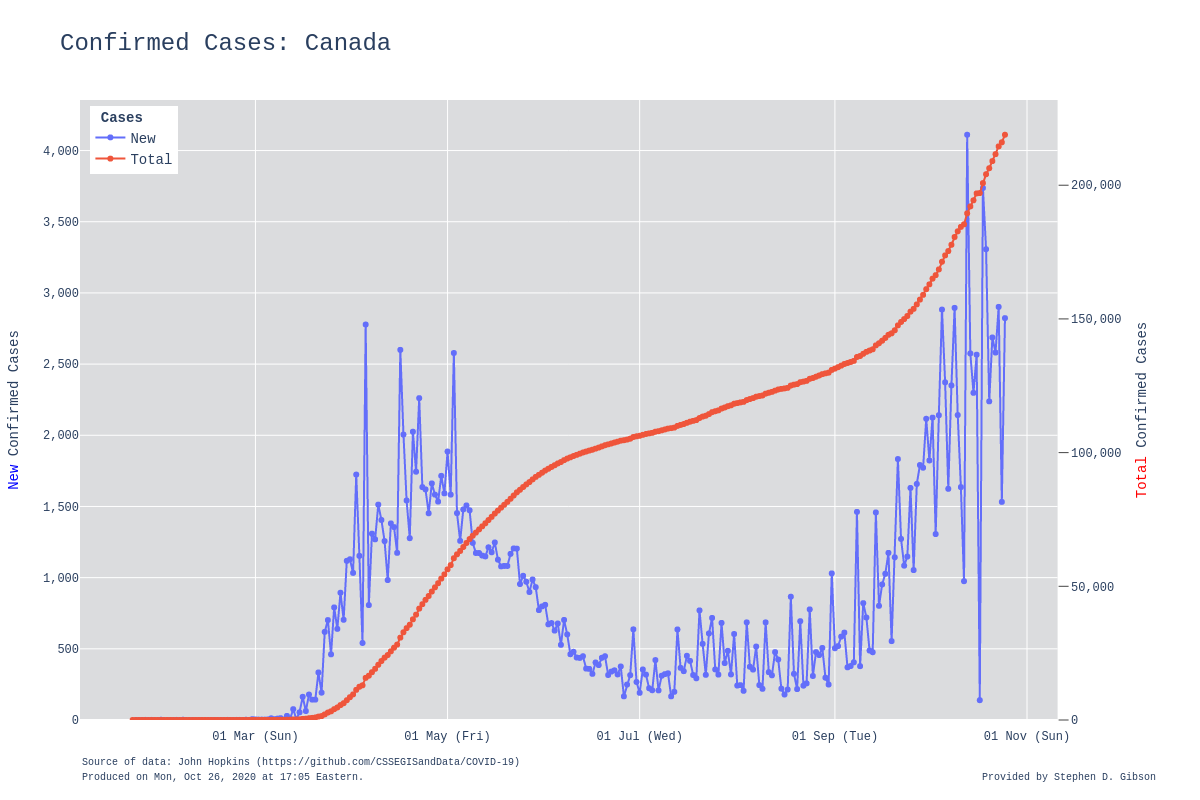 Confirmed Cases: Canada
Cases
New
Total
4,000
3,500
3,000
2,500
2,000
1,500
1,000
500
0
New Confirmed Cases
200,000
150,000
100,000
50,000
0
Total Confirmed Cases
01 Mar (Sun) 01 May (Fri) 01 Jul (Wed) 01 Sep (Tue) 01 Nov (Sun)
Source of data: John Hopkins (https://github.com/CSSEGISandData/COVID-19)
Produced on Mon, Oct 26, 2020 at 17:05 Eastern.
Provided by Stephen D. Gibson